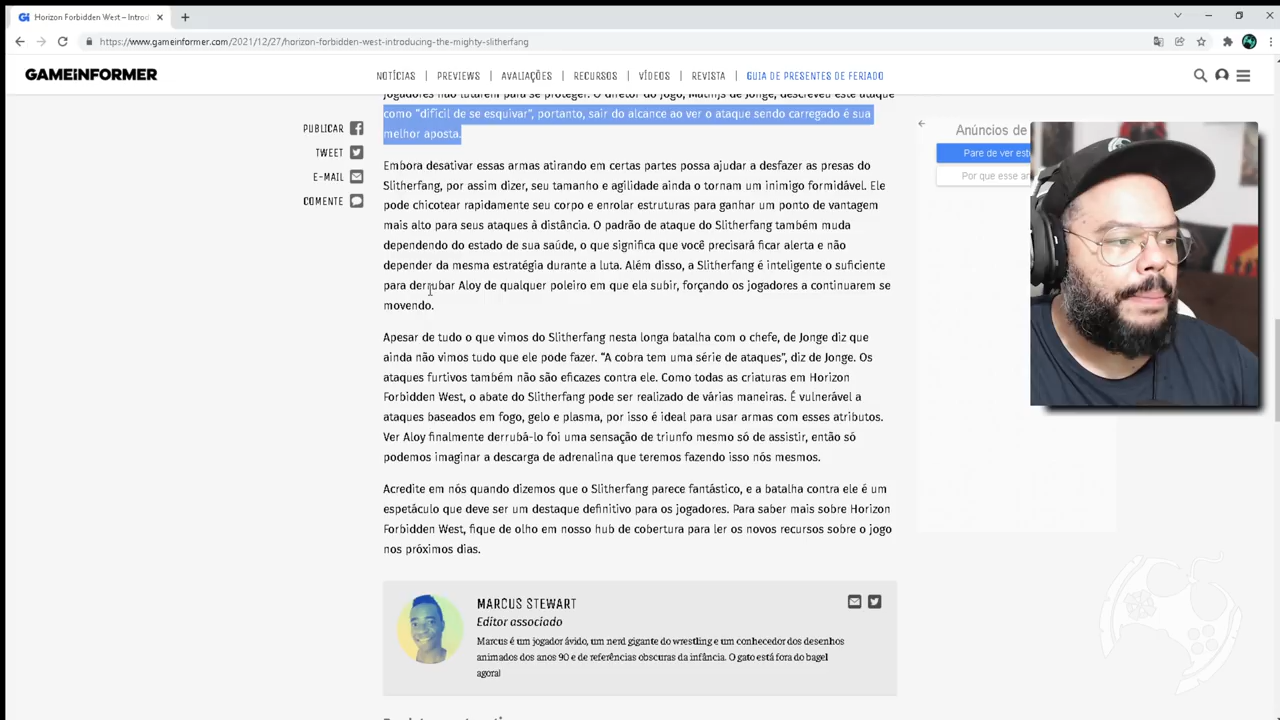 Horizon Forbidden West – Introd
https://www.gameinformer.com/2021/12/27/horizon-forbidden-west-introducing-the-mighty-slitherfang
GAMEINFORMER
NOTÍCIAS | PREVIEWS | AVALIAÇÕES | RECURSOS | VÍDEOS | REVISTA | GUIA DE PRESENTES DE FERIADO
jogadores não lutarem para se proteger. O diretor do jogo, Mathijs de Jonge, descreveu este ataque
como "difícil de se esquivar", portanto, sair do alcance ao ver o ataque sendo carregado é sua
melhor aposta.
PUBLICAR
TWEET
E-MAIL
COMENTE
Embora desativar essas armas atirando em certas partes possa ajudar a desfazer as presas do
Slitherfang, por assim dizer, seu tamanho e agilidade ainda o tornam um inimigo formidável. Ele
pode chicotear rapidamente seu corpo e enrolar estruturas para ganhar um ponto de vantagem
mais alto para seus ataques à distância. O padrão de ataque do Slitherfang também muda
dependendo do estado de sua saúde, o que significa que você precisará ficar alerta e não
depender da mesma estratégia durante a luta. Além disso, a Slitherfang é inteligente o suficiente
para derrubar Aloy de qualquer poleiro em que ela subir, forçando os jogadores a continuarem se
movendo.
Apesar de tudo o que vimos do Slitherfang nesta longa batalha com o chefe, de Jonge diz que
ainda não vimos tudo que ele pode fazer. “A cobra tem uma série de ataques”, diz de Jonge. Os
ataques furtivos também não são eficazes contra ele. Como todas as criaturas em Horizon
Forbidden West, o abate do Slitherfang pode ser realizado de várias maneiras. É vulnerável a
ataques baseados em fogo, gelo e plasma, por isso é ideal para usar armas com esses atributos.
Ver Aloy finalmente derrubá-lo foi uma sensação de triunfo mesmo só de assistir, então só
podemos imaginar a descarga de adrenalina que teremos fazendo isso nós mesmos.
Acredite em nós quando dizemos que o Slitherfang parece fantástico, e a batalha contra ele é um
espetáculo que deve ser um destaque definitivo para os jogadores. Para saber mais sobre Horizon
Forbidden West, fique de olho em nosso hub de cobertura para ler os novos recursos sobre o jogo
nos próximos dias.
MARCUS STEWART
Editor associado
Marcus é um jogador ávido, um nerd gigante do wrestling e um conhecedor dos desenhos
animados dos anos 90 e de referências obscuras da infância. O gato está fora do bagel
agora!
Anúncios de
Pare de ver este
Por que esse an